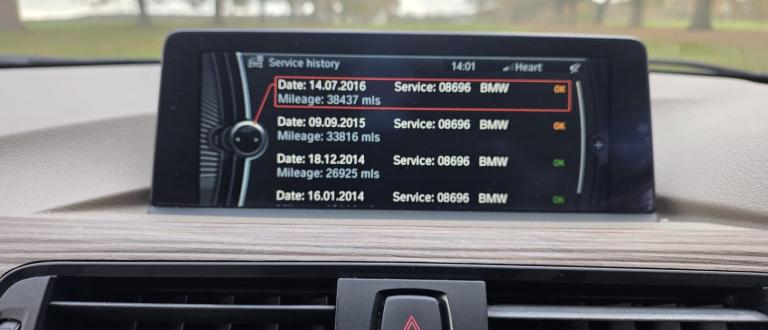 Service history 14:01 Heart
Date: 14.07.2016 Service: 08696 BMW OK
Mileage: 38437 mls
Date: 09.09.2015 Service: 08696 BMW OK
Mileage: 33816 mls
Date: 18.12.2014 Service: 08696 BMW OK
Mileage: 26925 mls
Date: 16.01.2014 Service: 08696 BMW OK